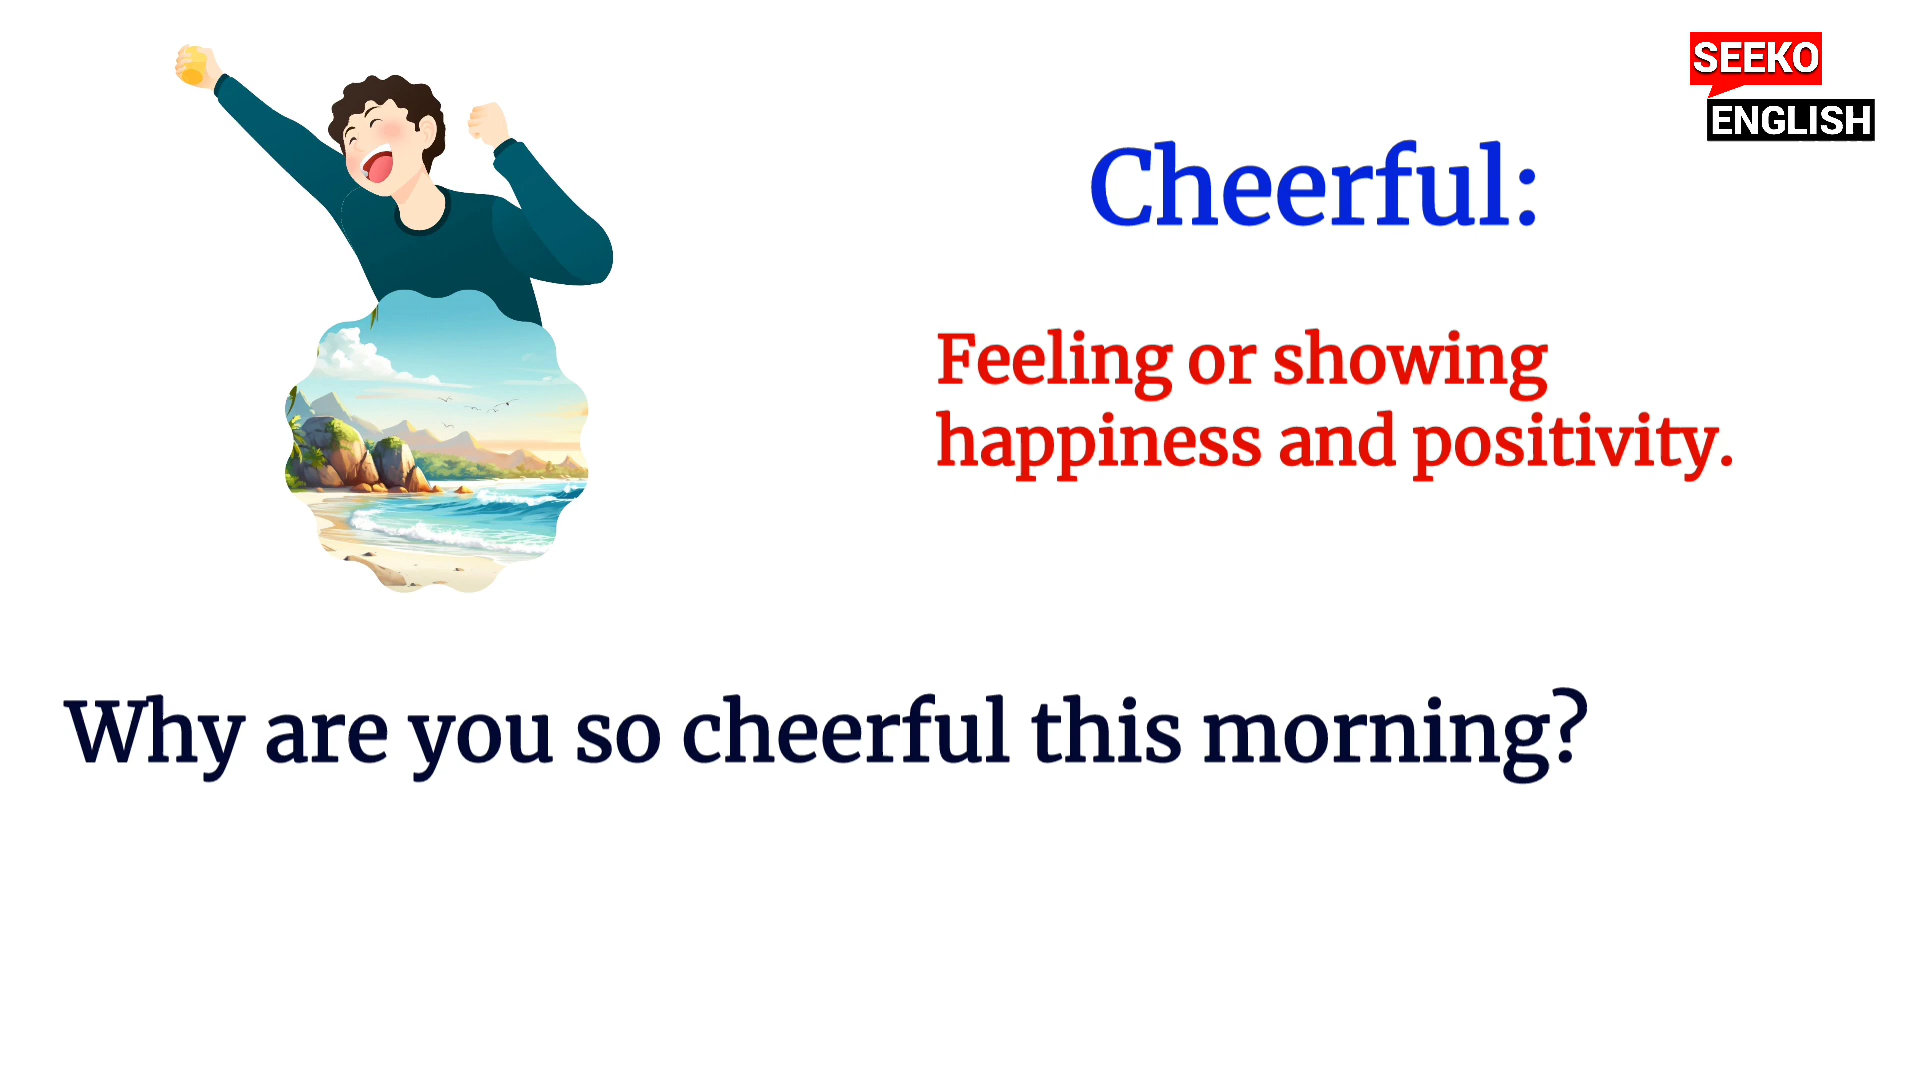 SEEKO
ENGLISH
Cheerful:
Feeling or showing
happiness and positivity.
Why are you so cheerful this morning?